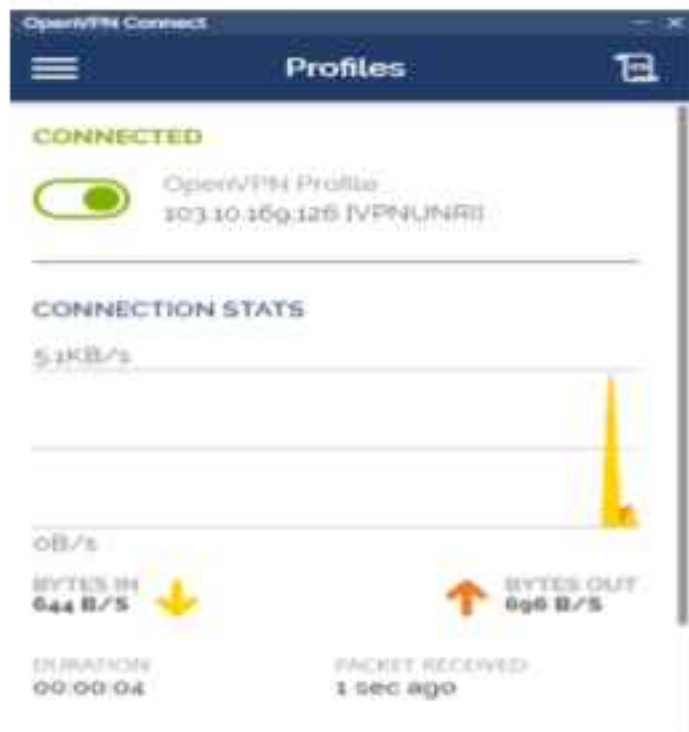 OpenVPN Connect
Profiles
CONNECTED
OpenVPN Profile
103.10.169.126 [VPNUNRI]
CONNECTION STATS
5.1KB/s
0B/s
BYTES IN
644 B/S
BYTES OUT
696 B/S
DURATION
00:00:04
PACKET RECEIVED
1 sec ago